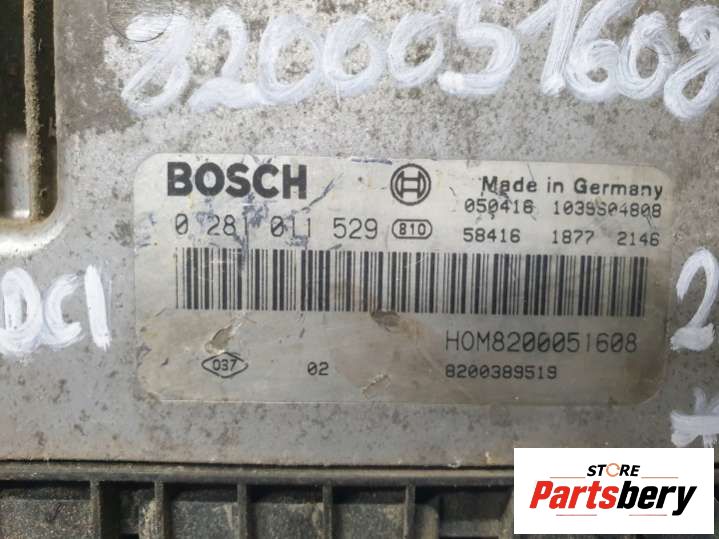 8200051608
BOSCH
Made in Germany
050416 1039S04808
0 281 011 529 810
58416 1877 2146
DCI
2
HOM8200051608
037
02
8200389519
STORE
Partsbery